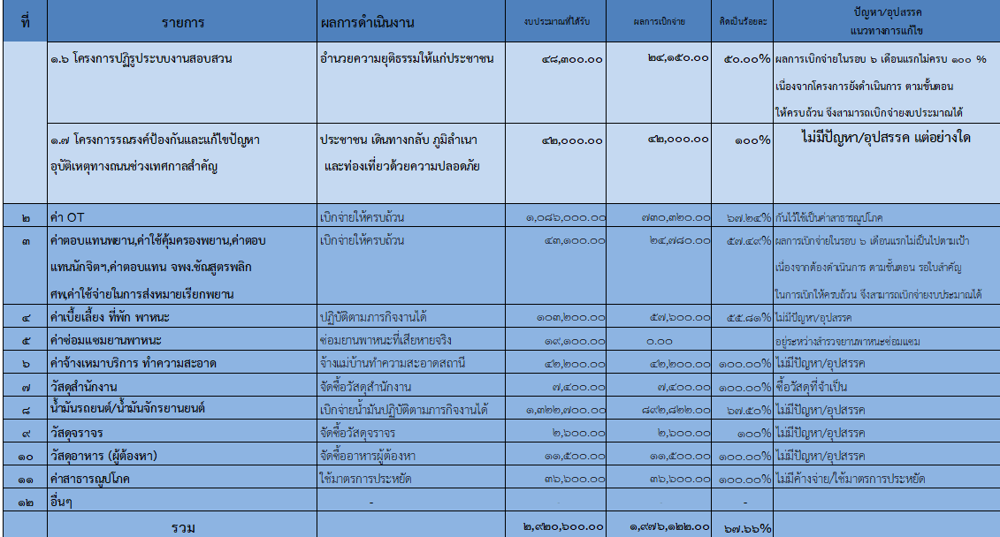 ที่ รายการ ผลการดำเนินงาน งบประมาณที่ได้รับ ผลการเบิกจ่าย คิดเป็นร้อยละ ปัญหา/อุปสรรค
แนวทางการแก้ไข
๑.๖ โครงการปฏิรูประบบงานสอบสวน อำนวยความยุติธรรมให้แก่ประชาชน ๔๘,๓๐๐.๐๐ ๒๔,๑๕๐.๐๐ ๕๐.๐๐% ผลการเบิกจ่ายในรอบ ๖ เดือนแรกไม่ครบ ๑๐๐ %
เนื่องจากโครงการยังดำเนินการ ตามขั้นตอน
ให้ครบถ้วน จึงสามารถเบิกจ่ายงบประมาณได้
๑.๗ โครงการรณรงค์ป้องกันและแก้ไขปัญหา ประชาชน เดินทางกลับ ภูมิลำเนา ๔๒,๐๐๐.๐๐ ๔๒,๐๐๐.๐๐ ๑๐๐% ไม่มีปัญหา/อุปสรรค แต่อย่างใด
อุบัติเหตุทางถนนช่วงเทศกาลสำคัญ และท่องเที่ยวด้วยความปลอดภัย
๒ ค่า OT เบิกจ่ายให้ครบถ้วน ๑,๐๘๖,๐๐๐.๐๐ ๗๓๐,๓๒๐.๐๐ ๖๗.๒๔% กันไว้ใช้เป็นค่าสาธารณูปโภค
๓ ค่าตอบแทนพยาน,ค่าใช้คุ้มครองพยาน,ค่าตอบ เบิกจ่ายให้ครบถ้วน ๔๓,๑๐๐.๐๐ ๒๔,๗๘๐.๐๐ ๕๗.๔๙% ผลการเบิกจ่ายในรอบ ๖ เดือนแรกไม่เป็นไปตามเป้า
แทนนักจิตฯ,ค่าตอบแทน จพง.ชัณสูตรพลิก เนื่องจากต้องดำเนินการ ตามขั้นตอน รอใบสำคัญ
ศพ,ค่าใช้จ่ายในการส่งหมายเรียกพยาน ในการเบิกให้ครบถ้วน จึงสามารถเบิกจ่ายงบประมาณได้
๔ ค่าเบี้ยเลี้ยง ที่พัก พาหนะ ปฏิบัติตามภารกิจงานได้ ๑๐๓,๒๐๐.๐๐ ๕๗,๖๐๐.๐๐ ๕๕.๘๑% ไม่มีปัญหา/อุปสรรค
๕ ค่าซ่อมแซมยานพาหนะ ซ่อมยานพาหนะที่เสียหายจริง ๑๙,๑๐๐.๐๐ ๐.๐๐ อยู่ระหว่างสำรวจยานพาหนะซ่อมแซม
๖ ค่าจ้างเหมาบริการ ทำความสะอาด จ้างแม่บ้านทำความสะอาดสถานี ๔๒,๒๐๐.๐๐ ๔๒,๒๐๐.๐๐ ๑๐๐.๐๐% ไม่มีปัญหา/อุปสรรค
๗ วัสดุสำนักงาน จัดซื้อวัสดุสำนักงาน ๗,๔๐๐.๐๐ ๗,๔๐๐.๐๐ ๑๐๐.๐๐% ซื้อวัสดุที่จำเป็น
๘ น้ำมันรถยนต์/น้ำมันจักรยานยนต์ เบิกจ่ายน้ำมันปฏิบัติตามภารกิจงานได้ ๑,๓๒๒,๗๐๐.๐๐ ๘๙๒,๘๒๒.๐๐ ๖๗.๕๐% ไม่มีปัญหา/อุปสรรค
๙ วัสดุจราจร จัดซื้อวัสดุจราจร ๒,๖๐๐.๐๐ ๒,๖๐๐.๐๐ ๑๐๐% ไม่มีปัญหา/อุปสรรค
๑๐ วัสดุอาหาร (ผู้ต้องหา) จัดซื้ออาหารผู้ต้องหา ๑๑,๕๐๐.๐๐ ๑๑,๕๐๐.๐๐ ๑๐๐.๐๐% ไม่มีปัญหา/อุปสรรค
๑๑ ค่าสาธารณูปโภค ใช้มาตรการประหยัด ๓๖,๖๐๐.๐๐ ๓๖,๖๐๐.๐๐ ๑๐๐.๐๐% ไม่มีค้างจ่าย/ใช้มาตรการประหยัด
๑๒ อื่นๆ - -
รวม ๒,๙๒๐,๖๐๐.๐๐ ๑,๙๗๖,๑๒๒.๐๐ ๖๗.๖๖%